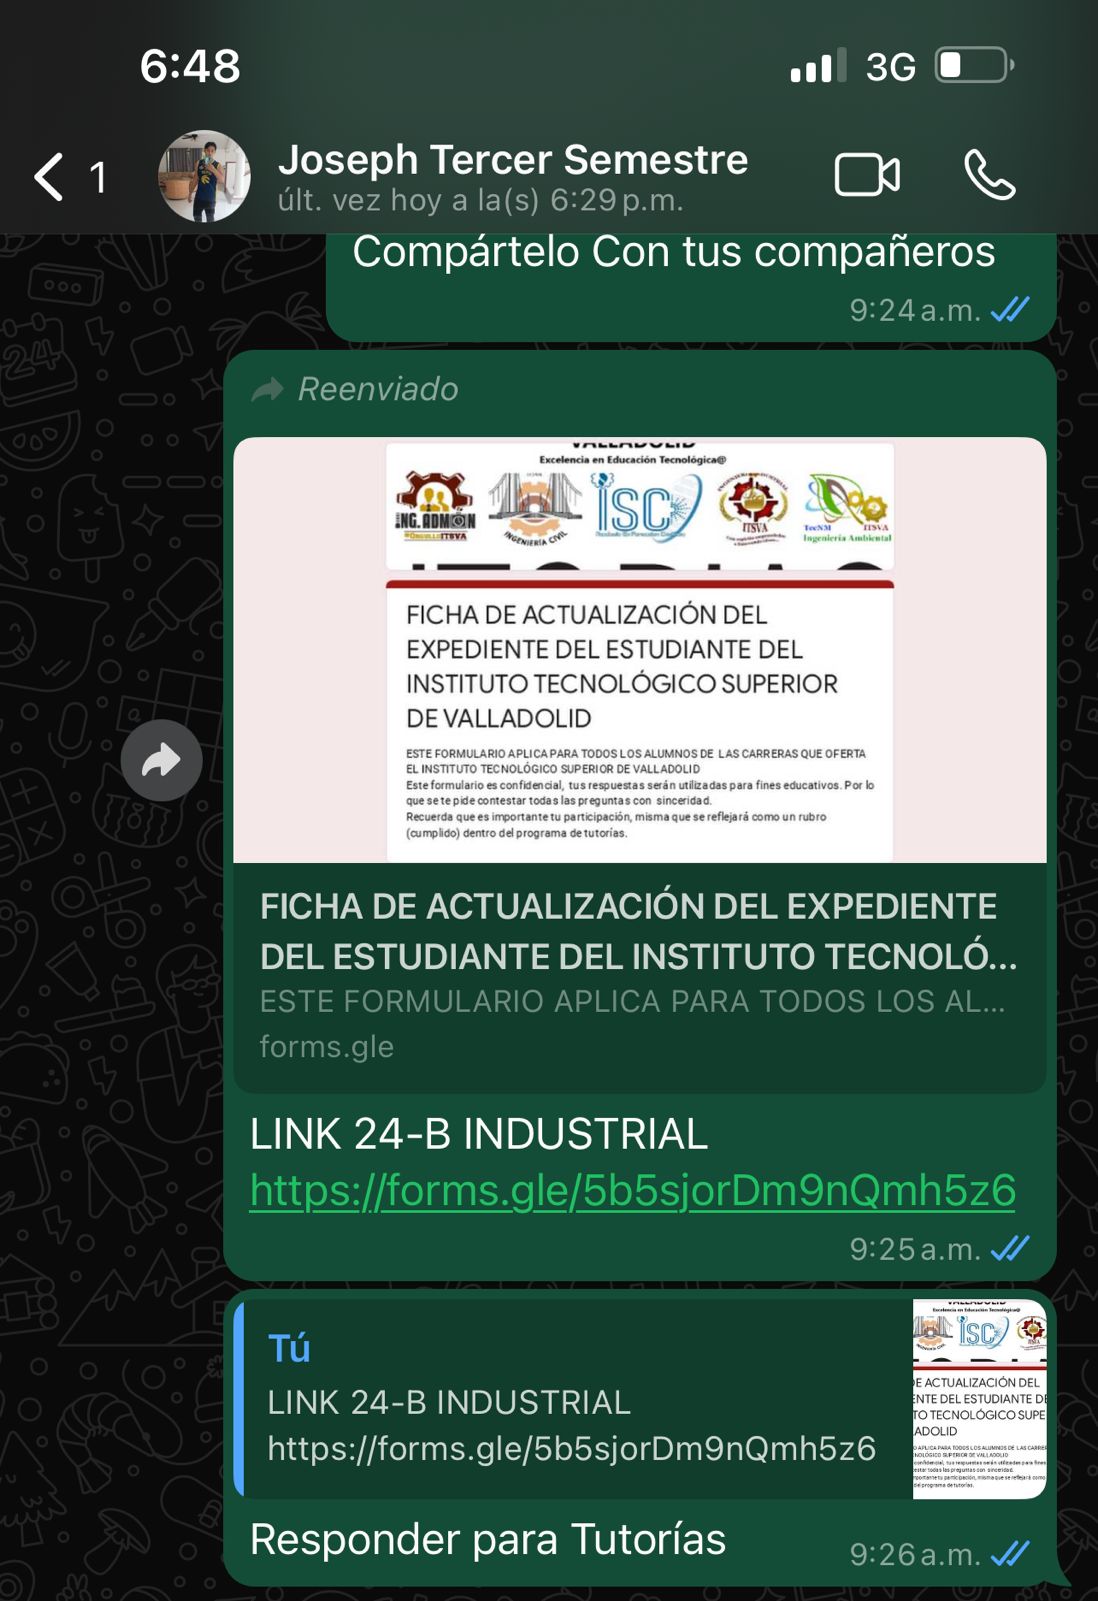 6:48
3G
1
Joseph Tercer Semestre
últ. vez hoy a la(s) 6:29 p.m.
Compártelo Con tus compañeros
9:24 a.m.
Reenviado
VALLADOLID
Excelencia en Educación Tecnológica@
ING.ADMON
#ORGULLOITSVA
INGENIERÍA CIVIL
ISC
INGENIERÍA INDUSTRIAL
ITSVA
TecNM ITSVA
Ingeniería Ambiental
FICHA DE ACTUALIZACIÓN DEL
EXPEDIENTE DEL ESTUDIANTE DEL
INSTITUTO TECNOLÓGICO SUPERIOR
DE VALLADOLID
ESTE FORMULARIO APLICA PARA TODOS LOS ALUMNOS DE LAS CARRERAS QUE OFERTA
EL INSTITUTO TECNOLÓGICO SUPERIOR DE VALLADOLID
Este formulario es confidencial, tus respuestas serán utilizadas para fines educativos. Por lo
que se te pide contestar todas las preguntas con sinceridad.
Recuerda que es importante tu participación, misma que se reflejará como un rubro
(cumplido) dentro del programa de tutorías.
FICHA DE ACTUALIZACIÓN DEL EXPEDIENTE
DEL ESTUDIANTE DEL INSTITUTO TECNOLÓ...
ESTE FORMULARIO APLICA PARA TODOS LOS AL...
forms.gle
LINK 24-B INDUSTRIAL
https://forms.gle/5b5sjorDm9nQmh5z6
9:25 a.m.
Tú
LINK 24-B INDUSTRIAL
https://forms.gle/5b5sjorDm9nQmh5z6
Responder para Tutorías
9:26 a.m.